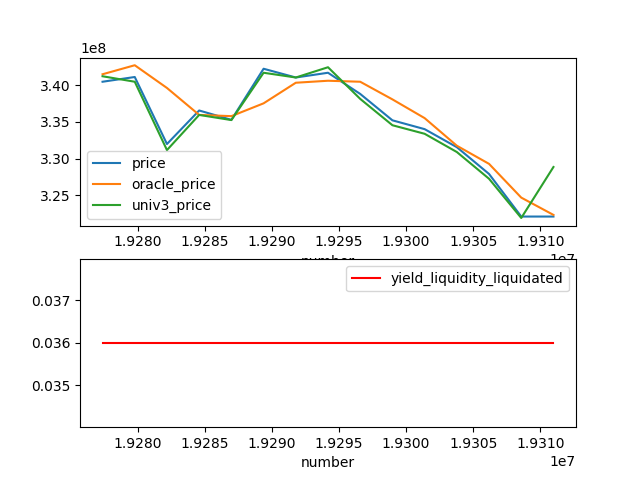 1e8
3.40
3.35
3.30
3.25
price
oracle_price
univ3_price
1.9280 1.9285 1.9290 1.9295 1.9300 1.9305 1.9310
number 1e7
yield_liquidity_liquidated
0.037
0.036
0.035
1.9280 1.9285 1.9290 1.9295 1.9300 1.9305 1.9310
number 1e7